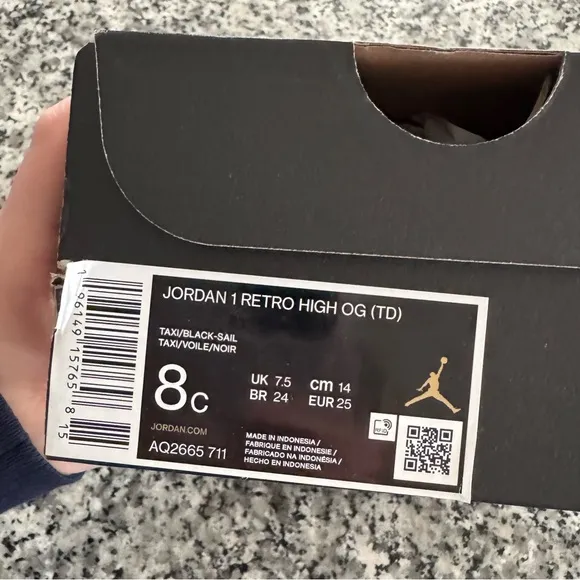 JORDAN 1 RETRO HIGH OG (TD)
TAXI/BLACK-SAIL
TAXI/VOILE/NOIR
8C
UK 7.5 cm 14
BR 24 EUR 25
JORDAN.COM
AQ2665 711
MADE IN INDONESIA /
FABRIQUE EN INDONESIE /
FABRICADO NA INDONÉSIA /
HECHO EN INDONESIA
1 96149 15765 8 15